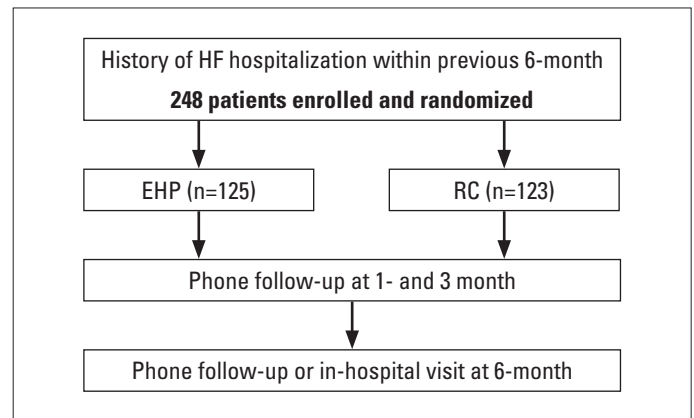 History of HF hospitalization within previous 6-month
248 patients enrolled and randomized
EHP (n=125)
RC (n=123)
Phone follow-up at 1- and 3 month
Phone follow-up or in-hospital visit at 6-month